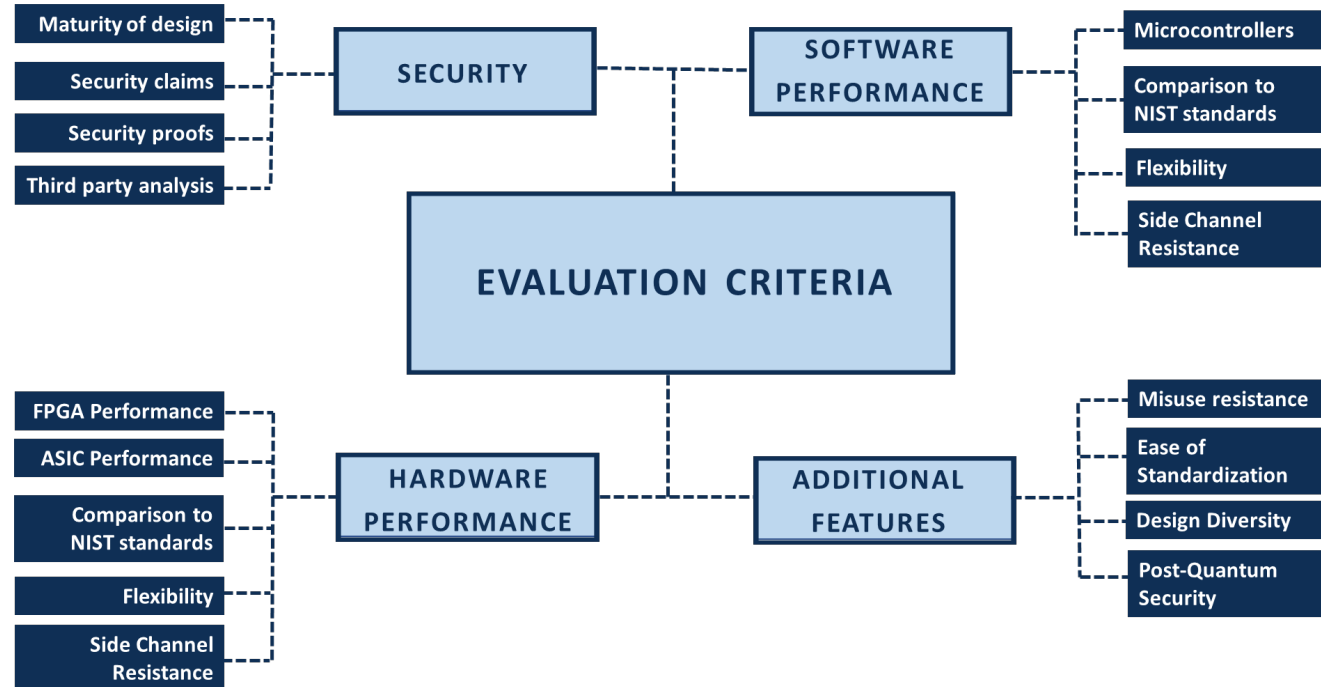 Maturity of design
Security claims
Security proofs
Third party analysis
SECURITY
SOFTWARE
PERFORMANCE
Microcontrollers
Comparison to
NIST standards
Flexibility
Side Channel
Resistance
EVALUATION CRITERIA
FPGA Performance
ASIC Performance
Comparison to
NIST standards
Flexibility
Side Channel
Resistance
HARDWARE
PERFORMANCE
ADDITIONAL
FEATURES
Misuse resistance
Ease of
Standardization
Design Diversity
Post-Quantum
Security